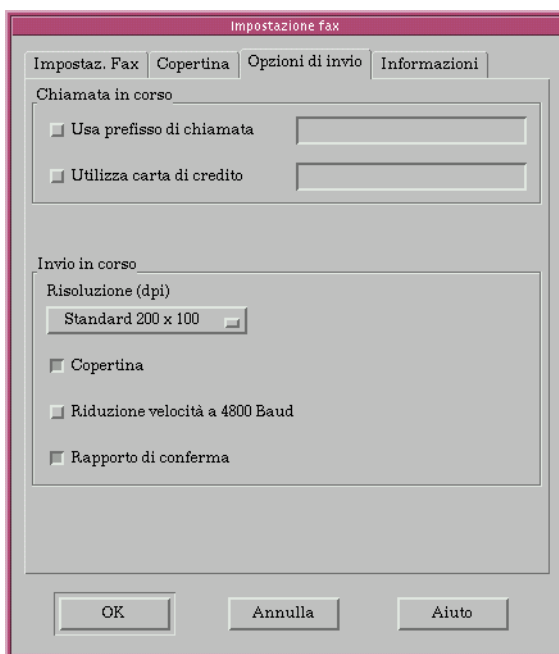 Impostazione fax
Impostaz. Fax Copertina Opzioni di invio Informazioni
Chiamata in corso
Usa prefisso di chiamata
Utilizza carta di credito
Invio in corso
Risoluzione (dpi)
Standard 200 x 100
Copertina
Riduzione velocità a 4800 Baud
Rapporto di conferma
OK Annulla Aiuto